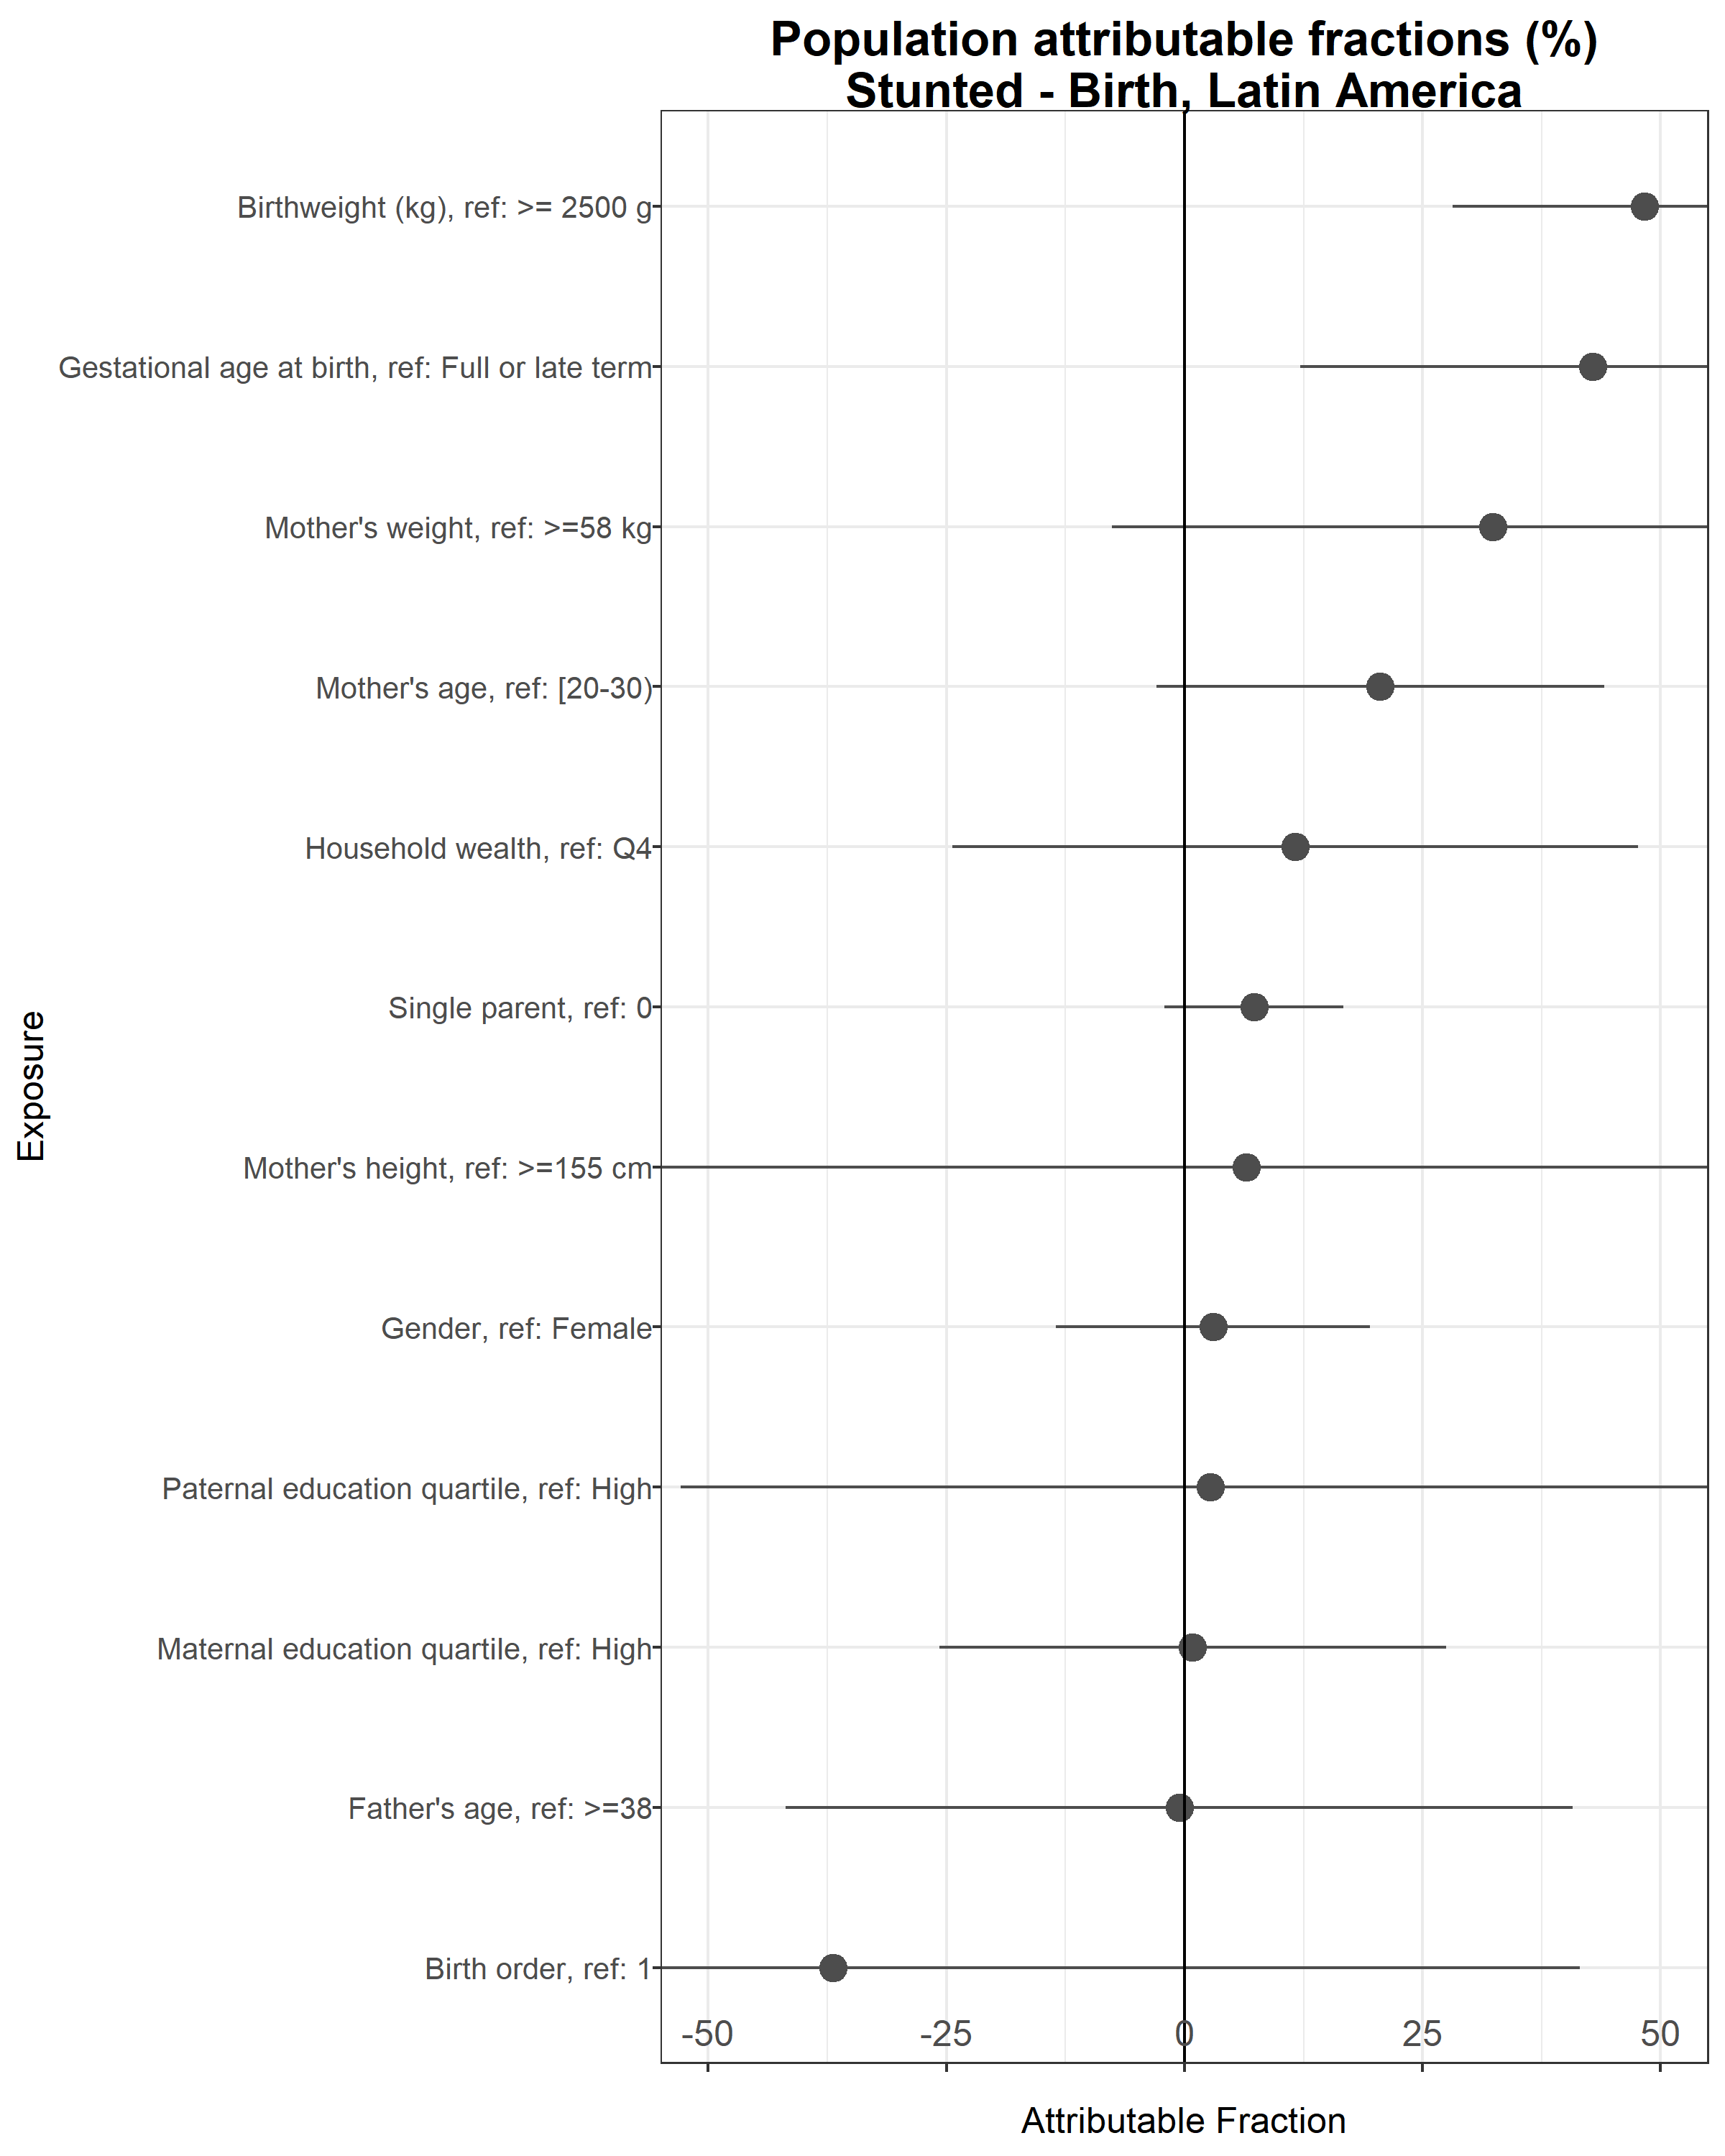 Population attributable fractions (%)
Stunted - Birth, Latin America
Birthweight (kg), ref: >= 2500 g
Gestational age at birth, ref: Full or late term
Mother's weight, ref: >=58 kg
Mother's age, ref: [20-30)
Household wealth, ref: Q4
Single parent, ref: 0
Mother's height, ref: >=155 cm
Gender, ref: Female
Paternal education quartile, ref: High
Maternal education quartile, ref: High
Father's age, ref: >=38
Birth order, ref: 1
Exposure
-50 -25 0 25 50
Attributable Fraction